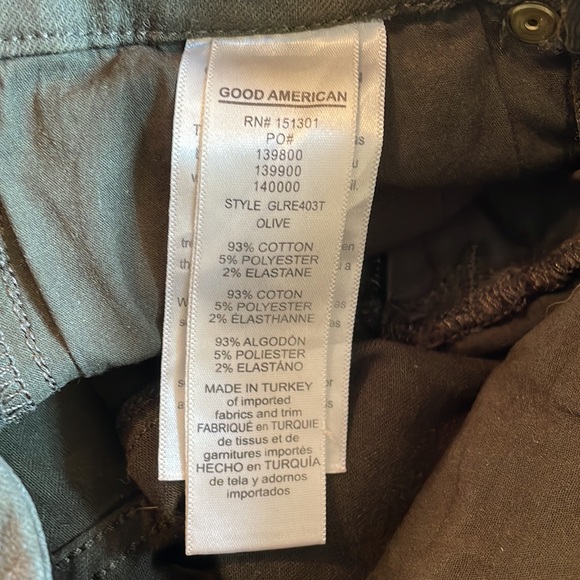 GOOD AMERICAN
RN# 151301
PO#
139800
139900
140000
STYLE GLRE403T
OLIVE
93% COTTON
5% POLYESTER
2% ELASTANE
93% COTON
5% POLYESTER
2% ÉLASTHANNE
93% ALGODÓN
5% POLIESTER
2% ELASTÀNO
MADE IN TURKEY
of imported
fabrics and trim
FABRIQUÉ en TURQUIE
de tissus et de
garnitures importés
HECHO en TURQUÍA
de tela y adornos
importados